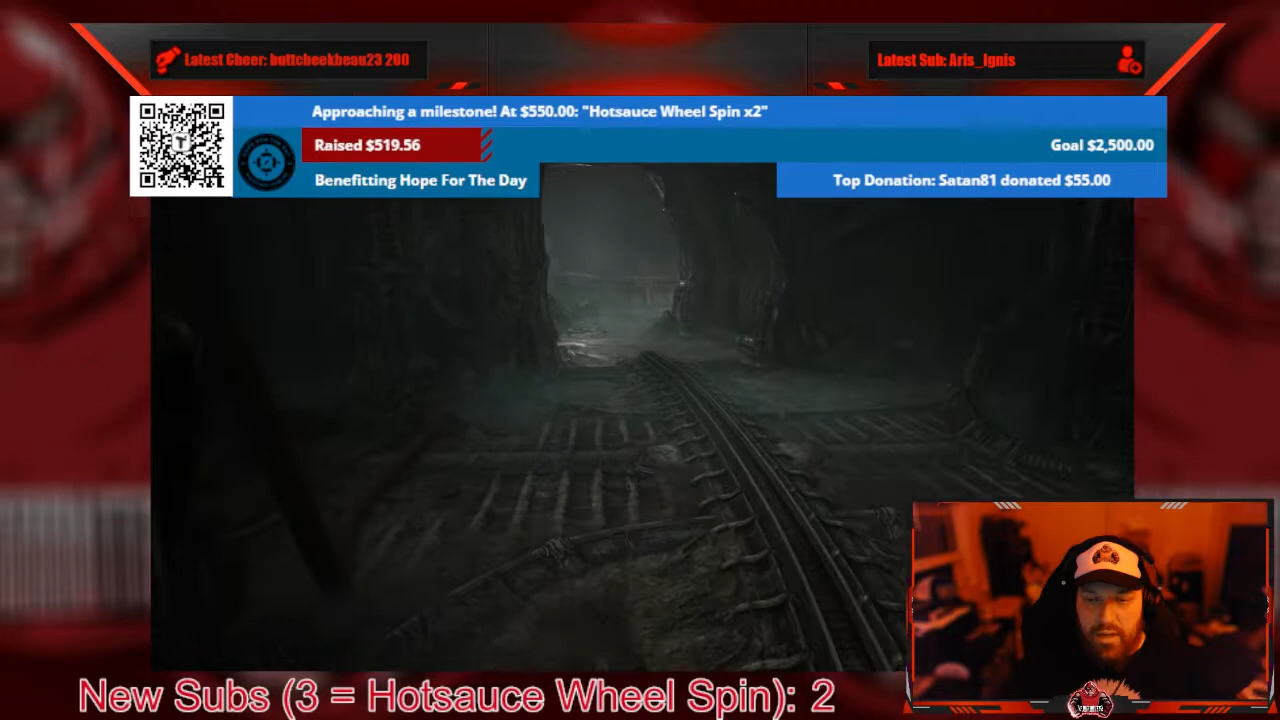 Latest Cheer: buttcheekbeau23 200
Latest Sub: Aris_Ignis
Approaching a milestone! At $550.00: "Hotsauce Wheel Spin x2"
Raised $519.56
Goal $2,500.00
Benefitting Hope For The Day
Top Donation: Satan81 donated $55.00
New Subs (3 = Hotsauce Wheel Spin): 2